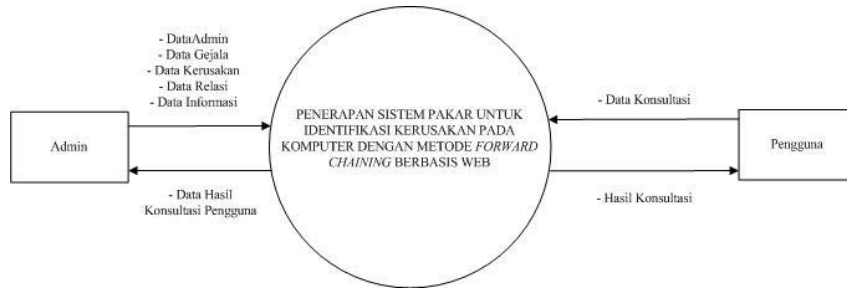 - DataAdmin
- Data Gejala
- Data Kerusakan
- Data Relasi
- Data Informasi
Admin
- Data Hasil
Konsultasi Pengguna
PENERAPAN SISTEM PAKAR UNTUK
IDENTIFIKASI KERUSAKAN PADA
KOMPUTER DENGAN METODE FORWARD
CHAINING BERBASIS WEB
- Data Konsultasi
Pengguna
- Hasil Konsultasi